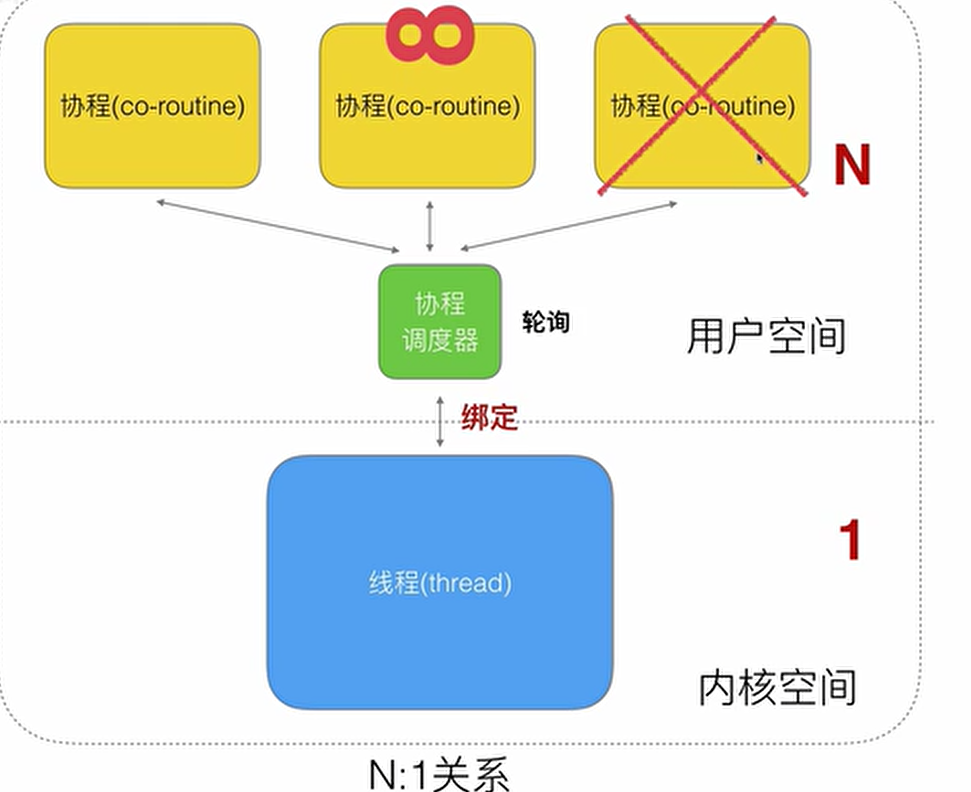 协程(co-routine)
协程(co-routine)
协程(co-routine)
8
N
协程
调度器
轮询
用户空间
绑定
线程(thread)
1
内核空间
N:1关系